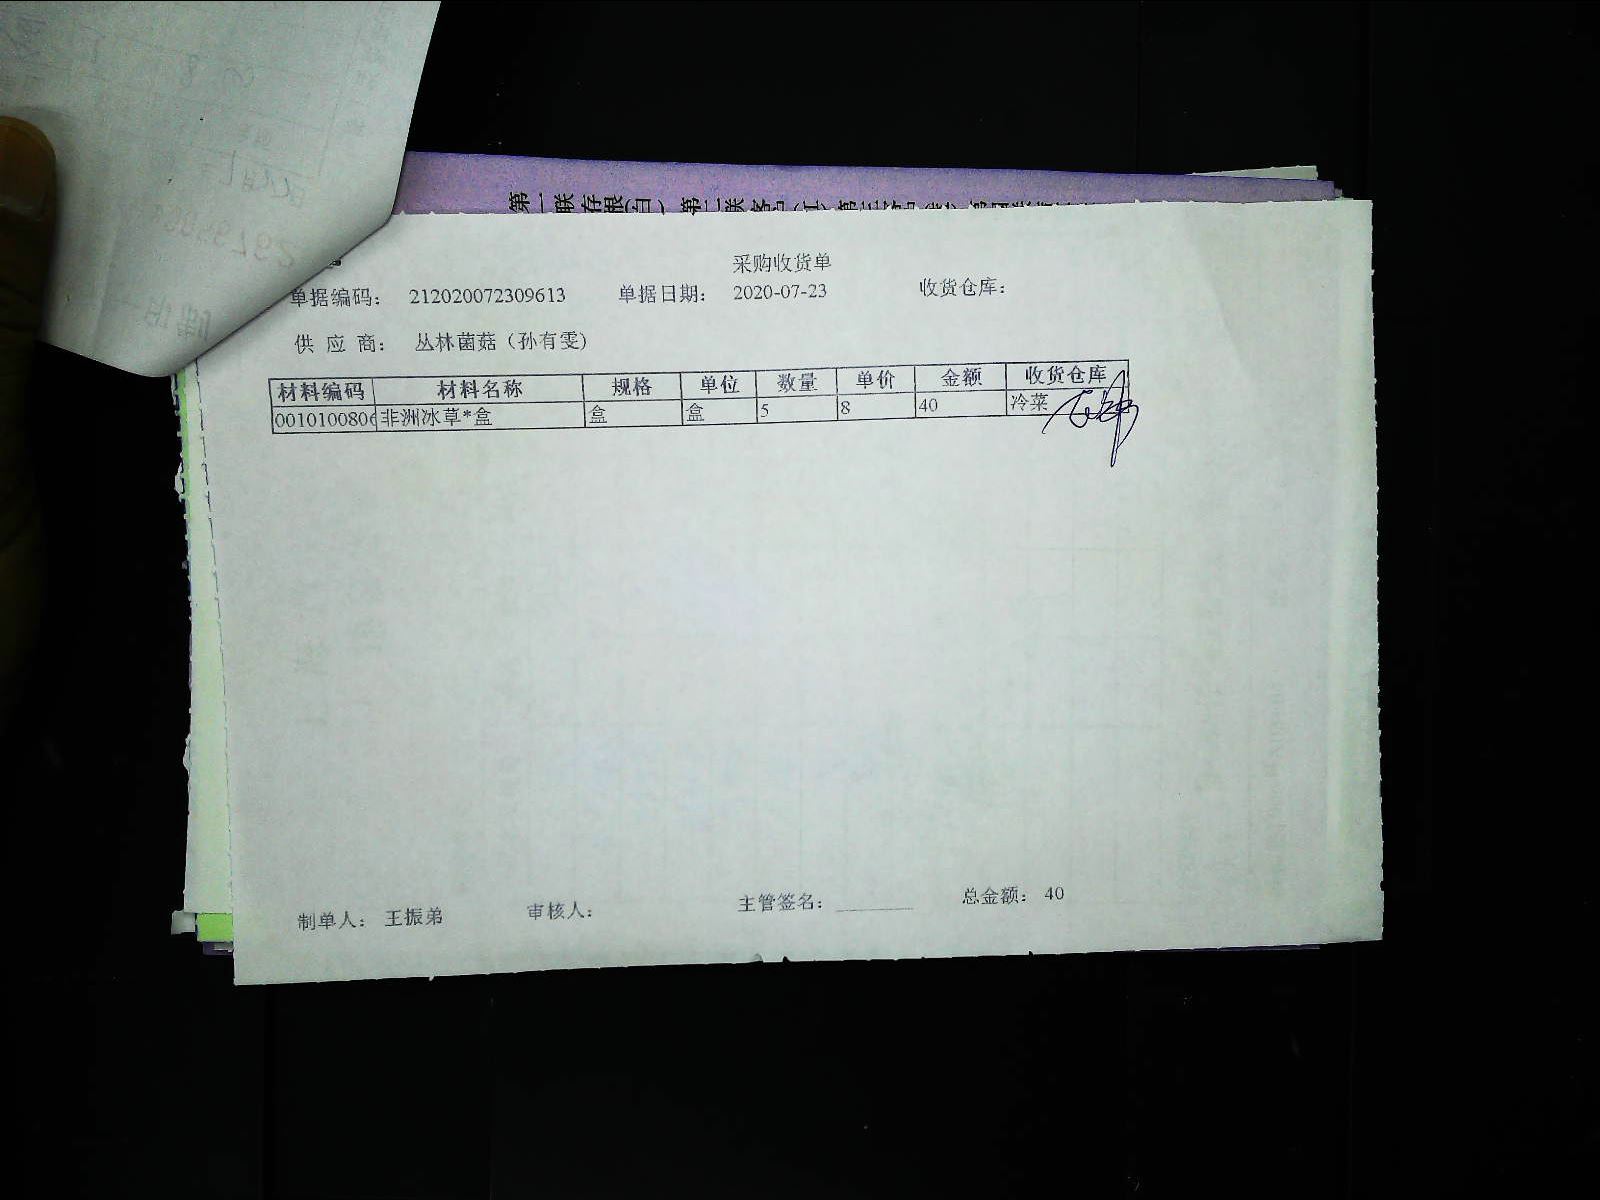 采购收货单
单据编码： 212020072309613 单据日期： 2020-07-23 收货仓库：
供 应 商： 丛林菌菇（孙有雯）
材料编码 材料名称 规格 单位 数量 单价 金额 收货仓库
0010100806 非洲冰草*盒 盒 盒 5 8 40 冷菜
制单人： 王振弟 审核人： 主管签名： 总金额： 40